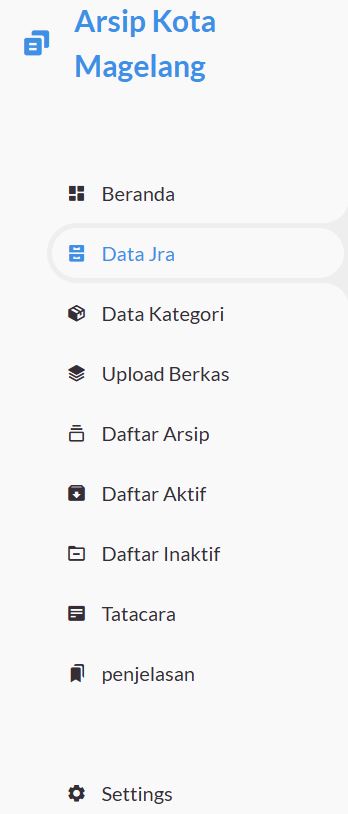 Arsip Kota
Magelang
Beranda
Data Jra
Data Kategori
Upload Berkas
Daftar Arsip
Daftar Aktif
Daftar Inaktif
Tatacara
penjelasan
Settings